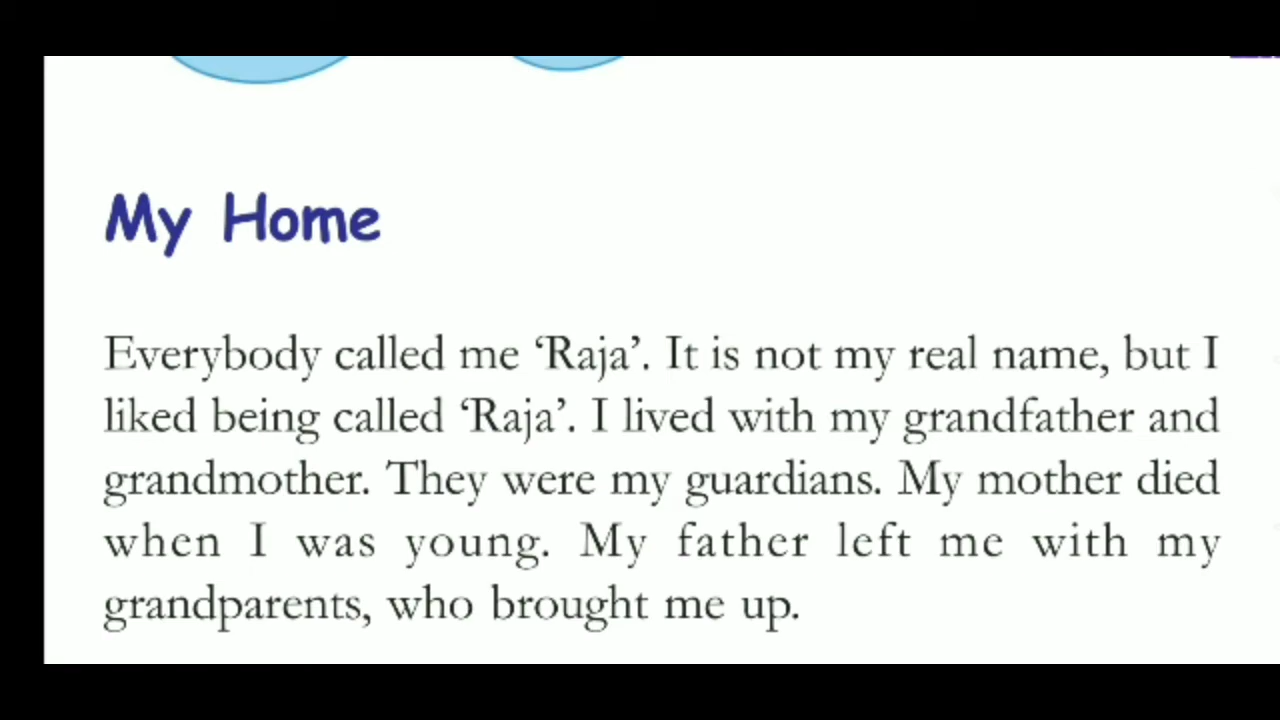 My Home
Everybody called me ‘Raja’. It is not my real name, but I
liked being called ‘Raja’. I lived with my grandfather and
grandmother. They were my guardians. My mother died
when I was young. My father left me with my
grandparents, who brought me up.